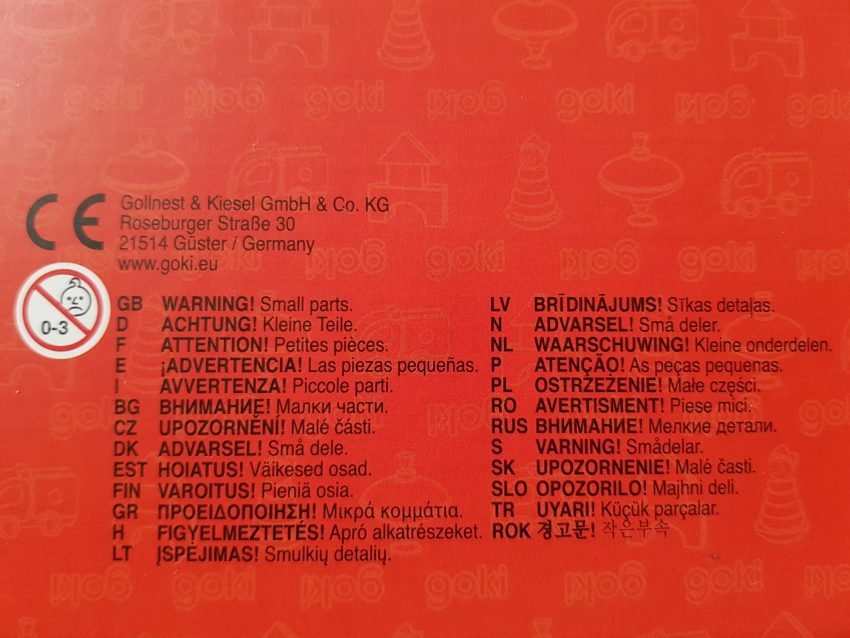 CE
Gollnest & Kiesel GmbH & Co. KG
Roseburger Straße 30
21514 Güster / Germany
www.goki.eu
0-3
GB WARNING! Small parts.
D ACHTUNG! Kleine Teile.
F ATTENTION! Petites pièces.
E ¡ADVERTENCIA! Las piezas pequeñas.
I AVVERTENZA! Piccole parti.
BG ВНИМАНИЕ! Малки части.
CZ UPOZORNĚNÍ! Malé části.
DK ADVARSEL! Små dele.
EST HOIATUS! Väikesed osad.
FIN VAROITUS! Pieniä osia.
GR ΠΡΟΕΙΔΟΠΟΙΗΣΗ! Μικρά κομμάτια.
H FIGYELMEZTETÉS! Apró alkatrészeket.
LT ĮSPĖJIMAS! Smulkių detalių.
LV BRĪDINĀJUMS! Sīkas detaļas.
N ADVARSEL! Små deler.
NL WAARSCHUWING! Kleine onderdelen.
P ATENÇÃO! As peças pequenas.
PL OSTRZEŻENIE! Małe części.
RO AVERTISMENT! Piese mici.
RUS ВНИМАНИЕ! Мелкие детали.
S VARNING! Smådelar.
SK UPOZORNENIE! Malé časti.
SLO OPOZORILO! Majhni deli.
TR UYARI! Küçük parçalar.
ROK 경고문! 작은부속